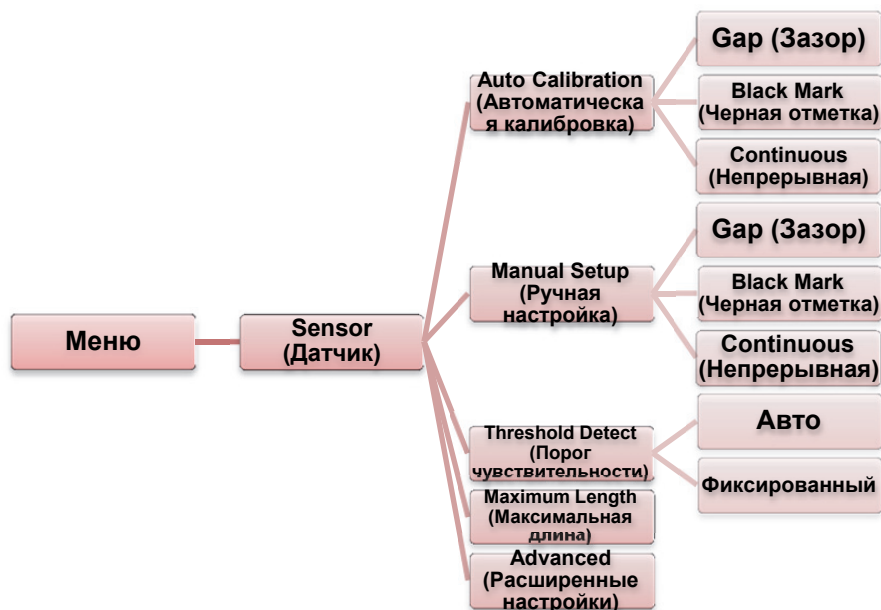 Меню
Sensor
(Датчик)
Auto Calibration
(Автоматическа
я калибровка)
Gap (Зазор)
Black Mark
(Черная отметка)
Continuous
(Непрерывная)
Manual Setup
(Ручная
настройка)
Gap (Зазор)
Black Mark
(Черная отметка)
Continuous
(Непрерывная)
Threshold Detect
(Порог
чувствительности)
Авто
Фиксированный
Maximum Length
(Максимальная
длина)
Advanced
(Расширенные
настройки)